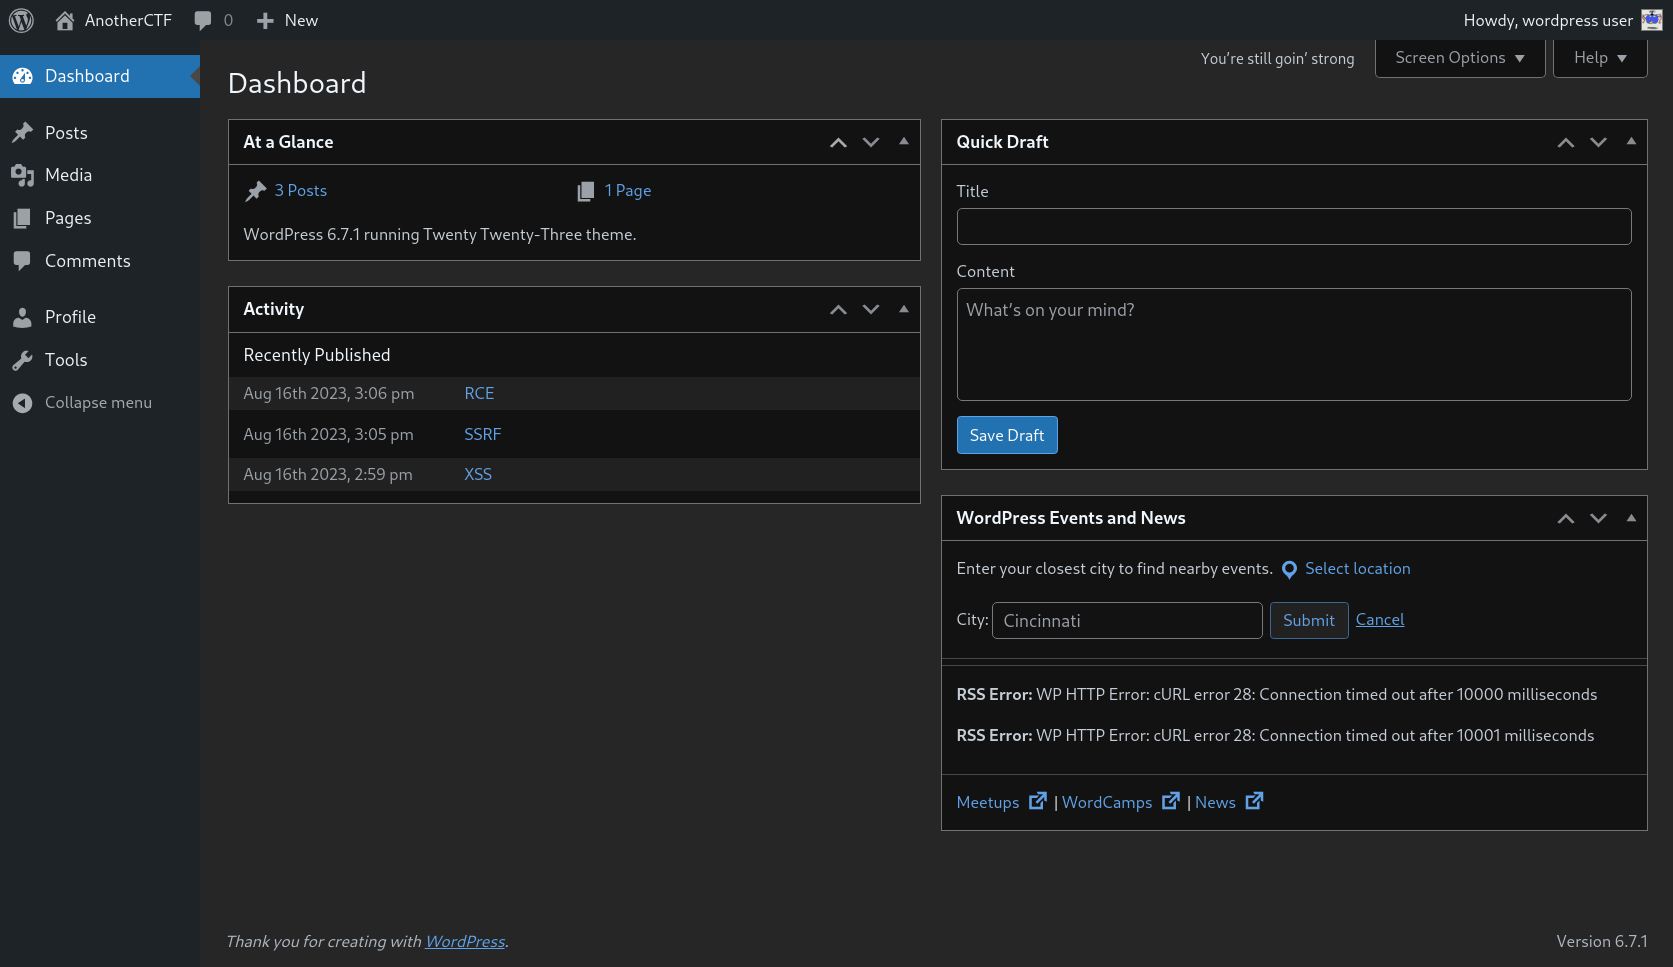 AnotherCTF 0 New Howdy, wordpress user
Dashboard
Posts
Media
Pages
Comments
Profile
Tools
Collapse menu
You’re still goin’ strong Screen Options Help
Dashboard
At a Glance
3 Posts 1 Page
WordPress 6.7.1 running Twenty Twenty-Three theme.
Activity
Recently Published
Aug 16th 2023, 3:06 pm RCE
Aug 16th 2023, 3:05 pm SSRF
Aug 16th 2023, 2:59 pm XSS
Quick Draft
Title
Content
What’s on your mind?
Save Draft
WordPress Events and News
Enter your closest city to find nearby events. Select location
City: Cincinnati Submit Cancel
RSS Error: WP HTTP Error: cURL error 28: Connection timed out after 10000 milliseconds
RSS Error: WP HTTP Error: cURL error 28: Connection timed out after 10001 milliseconds
Meetups | WordCamps | News
Thank you for creating with WordPress. Version 6.7.1